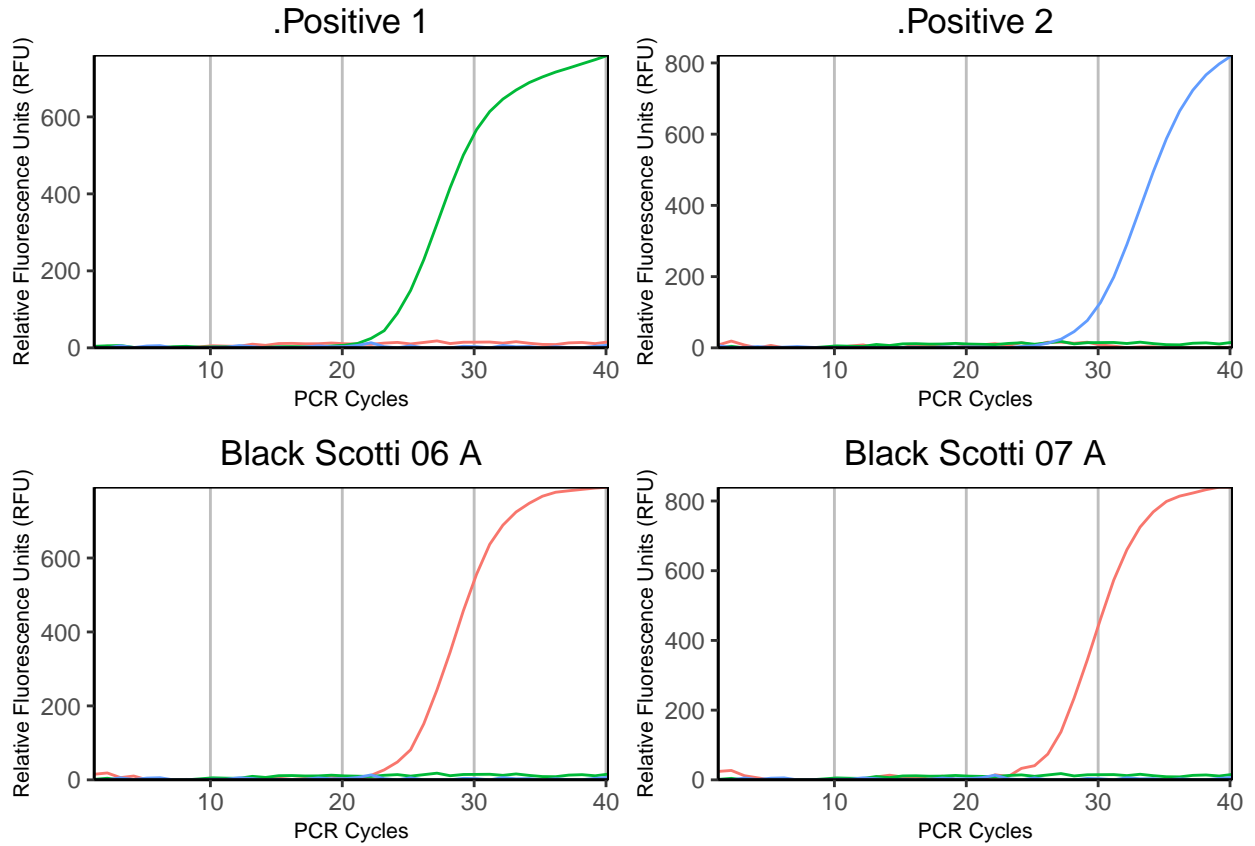 .Positive 1
Relative Fluorescence Units (RFU)
600
400
200
0
10 20 30 40
PCR Cycles
.Positive 2
Relative Fluorescence Units (RFU)
800
600
400
200
0
10 20 30 40
PCR Cycles
Black Scotti 06 A
Relative Fluorescence Units (RFU)
600
400
200
0
10 20 30 40
PCR Cycles
Black Scotti 07 A
Relative Fluorescence Units (RFU)
800
600
400
200
0
10 20 30 40
PCR Cycles